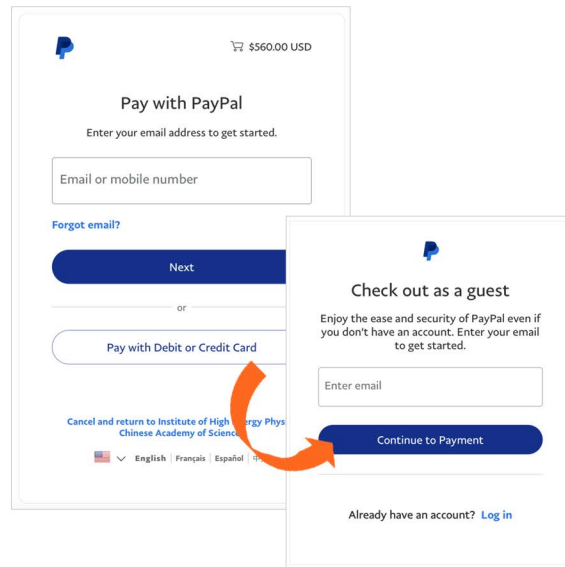 $560.00 USD
Pay with PayPal
Enter your email address to get started.
Email or mobile number
Forgot email?
Next
or
Pay with Debit or Credit Card
Cancel and return to Institute of High
Chinese Academy of
English Français Español
Check out as a guest
Enjoy the ease and security of PayPal even if
you don't have an account. Enter your email
to get started.
Enter email
Continue to Payment
Already have an account? Log in